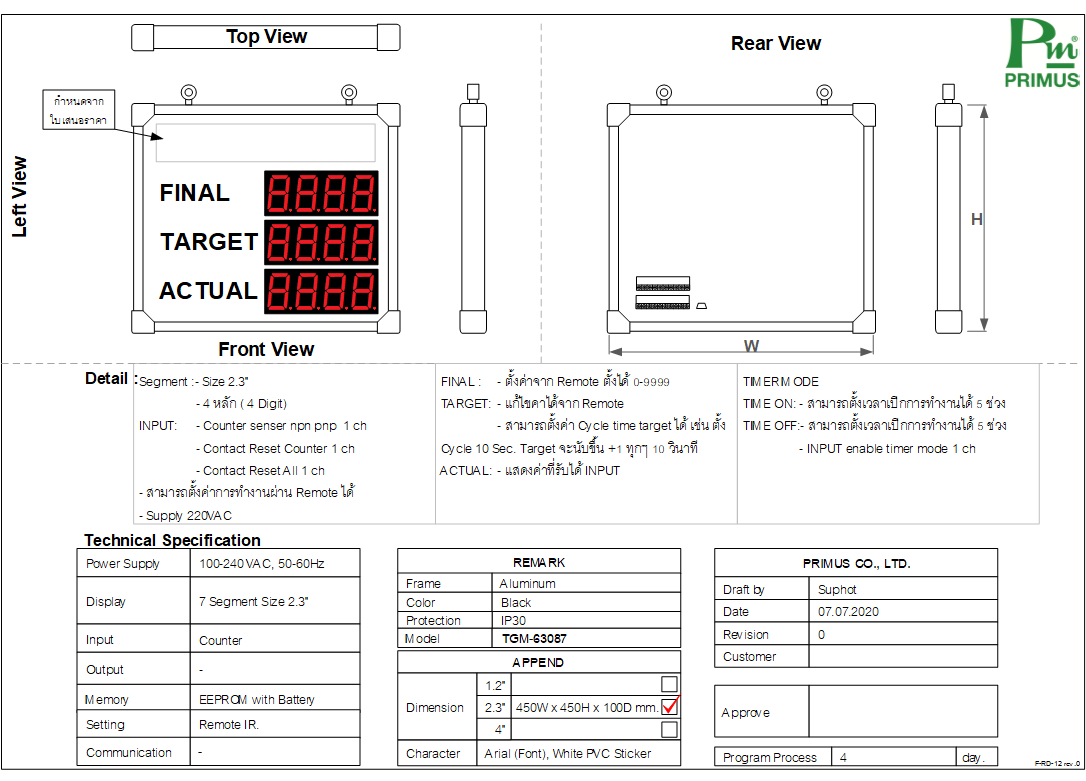 Top View
Rear View
Pm®
PRIMUS
กำหนดจาก
ใบเสนอราคา
Left View
FINAL 8.8.8.8
TARGET 8.8.8.8
ACTUAL 8.8.8.8
H
W
Front View
Detail :
Segment :- Size 2.3"
- 4 หลัก ( 4 Digit)
INPUT: - Counter senser npn pnp 1 ch
- Contact Reset Counter 1 ch
- Contact Reset All 1 ch
- สามารถตั้งค่าการทำงานผ่าน Remote ได้
- Supply 220VAC
FINAL : - ตั้งค่าจาก Remote ตั้งได้ 0-9999
TARGET: - แก้ไขคาได้จาก Remote
- สามารถตั้งค่า Cycle time target ได้ เช่น ตั้ง
Cycle 10 Sec. Target จะนับขึ้น +1 ทุกๆ 10 วินาที
ACTUAL: - แสดงค่าที่รับได้ INPUT
TIMER MODE
TIME ON: - สามารถตั้งเวลาเปิกการทำงานได้ 5 ช่วง
TIME OFF:- สามารถตั้งเวลาเปิกการทำงานได้ 5 ช่วง
- INPUT enable timer mode 1 ch
Technical Specification
Power Supply 100-240VAC, 50-60Hz
Display 7 Segment Size 2.3"
Input Counter
Output -
Memory EEPROM with Battery
Setting Remote IR.
Communication -
REMARK
Frame Aluminum
Color Black
Protection IP30
Model TGM-63087
APPEND
Dimension
1.2"
2.3" 450W x 450H x 100D mm.
4"
Character Arial (Font), White PVC Sticker
PRIMUS CO., LTD.
Draft by Suphot
Date 07.07.2020
Revision 0
Customer
Approve
Program Process 4 day.
F-RD-12 rev.0